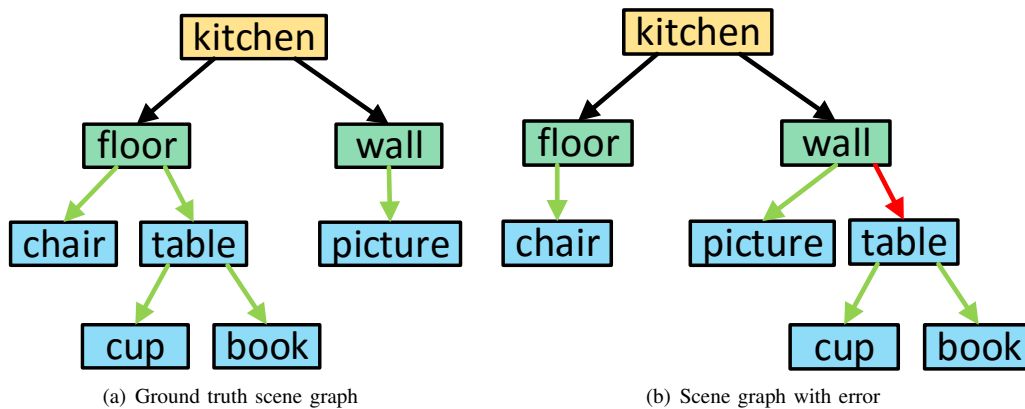 kitchen
floor
wall
chair
table
picture
cup
book
(a) Ground truth scene graph
kitchen
floor
wall
chair
picture
table
cup
book
(b) Scene graph with error